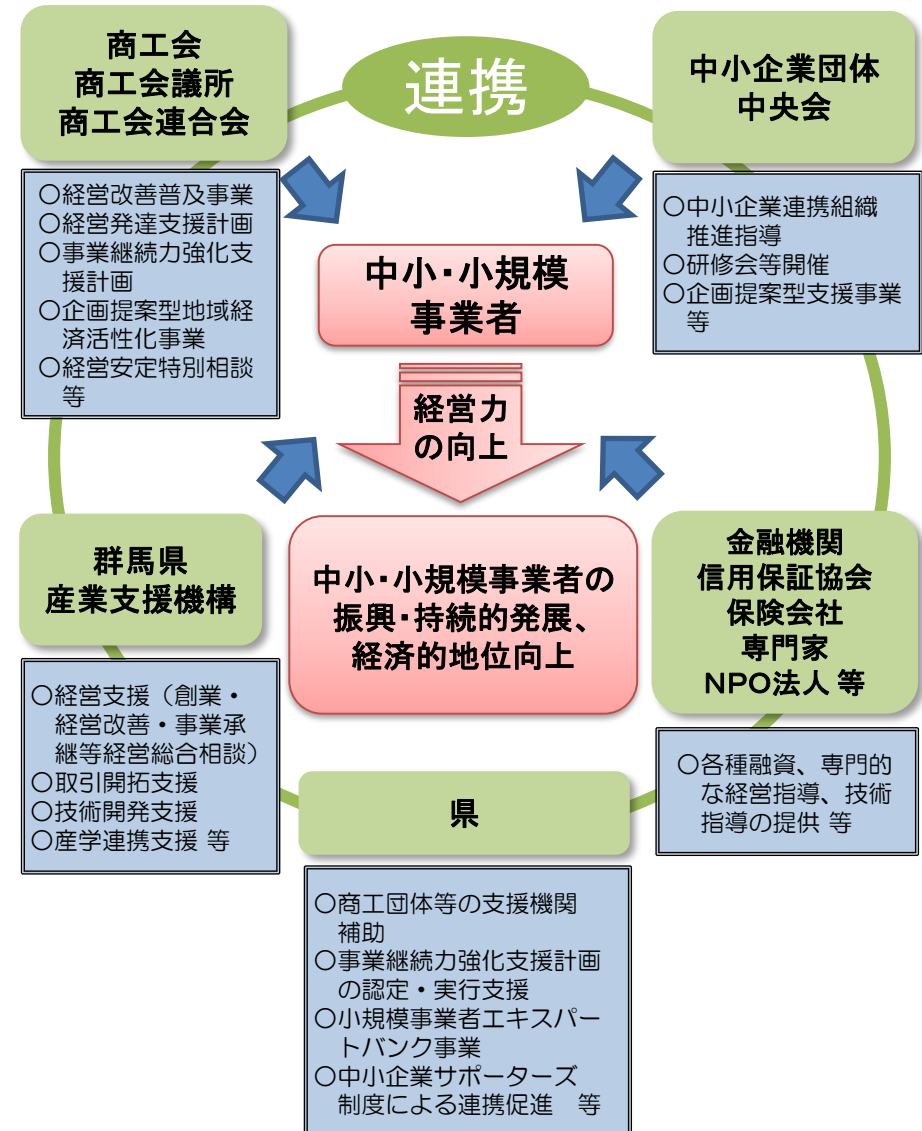 連携
商工会
商工会議所
商工会連合会
○経営改善普及事業
○経営発達支援計画
○事業継続力強化支
援計画
○企画提案型地域経
済活性化事業
○経営安定特別相談
等
中小企業団体
中央会
○中小企業連携組織
推進指導
○研修会等開催
○企画提案型支援事業
等
中小・小規模
事業者
経営力
の向上
中小・小規模事業者の
振興・持続的発展、
経済的地位向上
群馬県
産業支援機構
○経営支援（創業・
経営改善・事業承
継等経営総合相談）
○取引開拓支援
○技術開発支援
○産学連携支援 等
金融機関
信用保証協会
保険会社
専門家
NPO法人 等
○各種融資、専門的
な経営指導、技術
指導の提供 等
県
○商工団体等の支援機関
補助
○事業継続力強化支援計画
の認定・実行支援
○小規模事業者エキスパー
トバンク事業
○中小企業サポーターズ
制度による連携促進　等